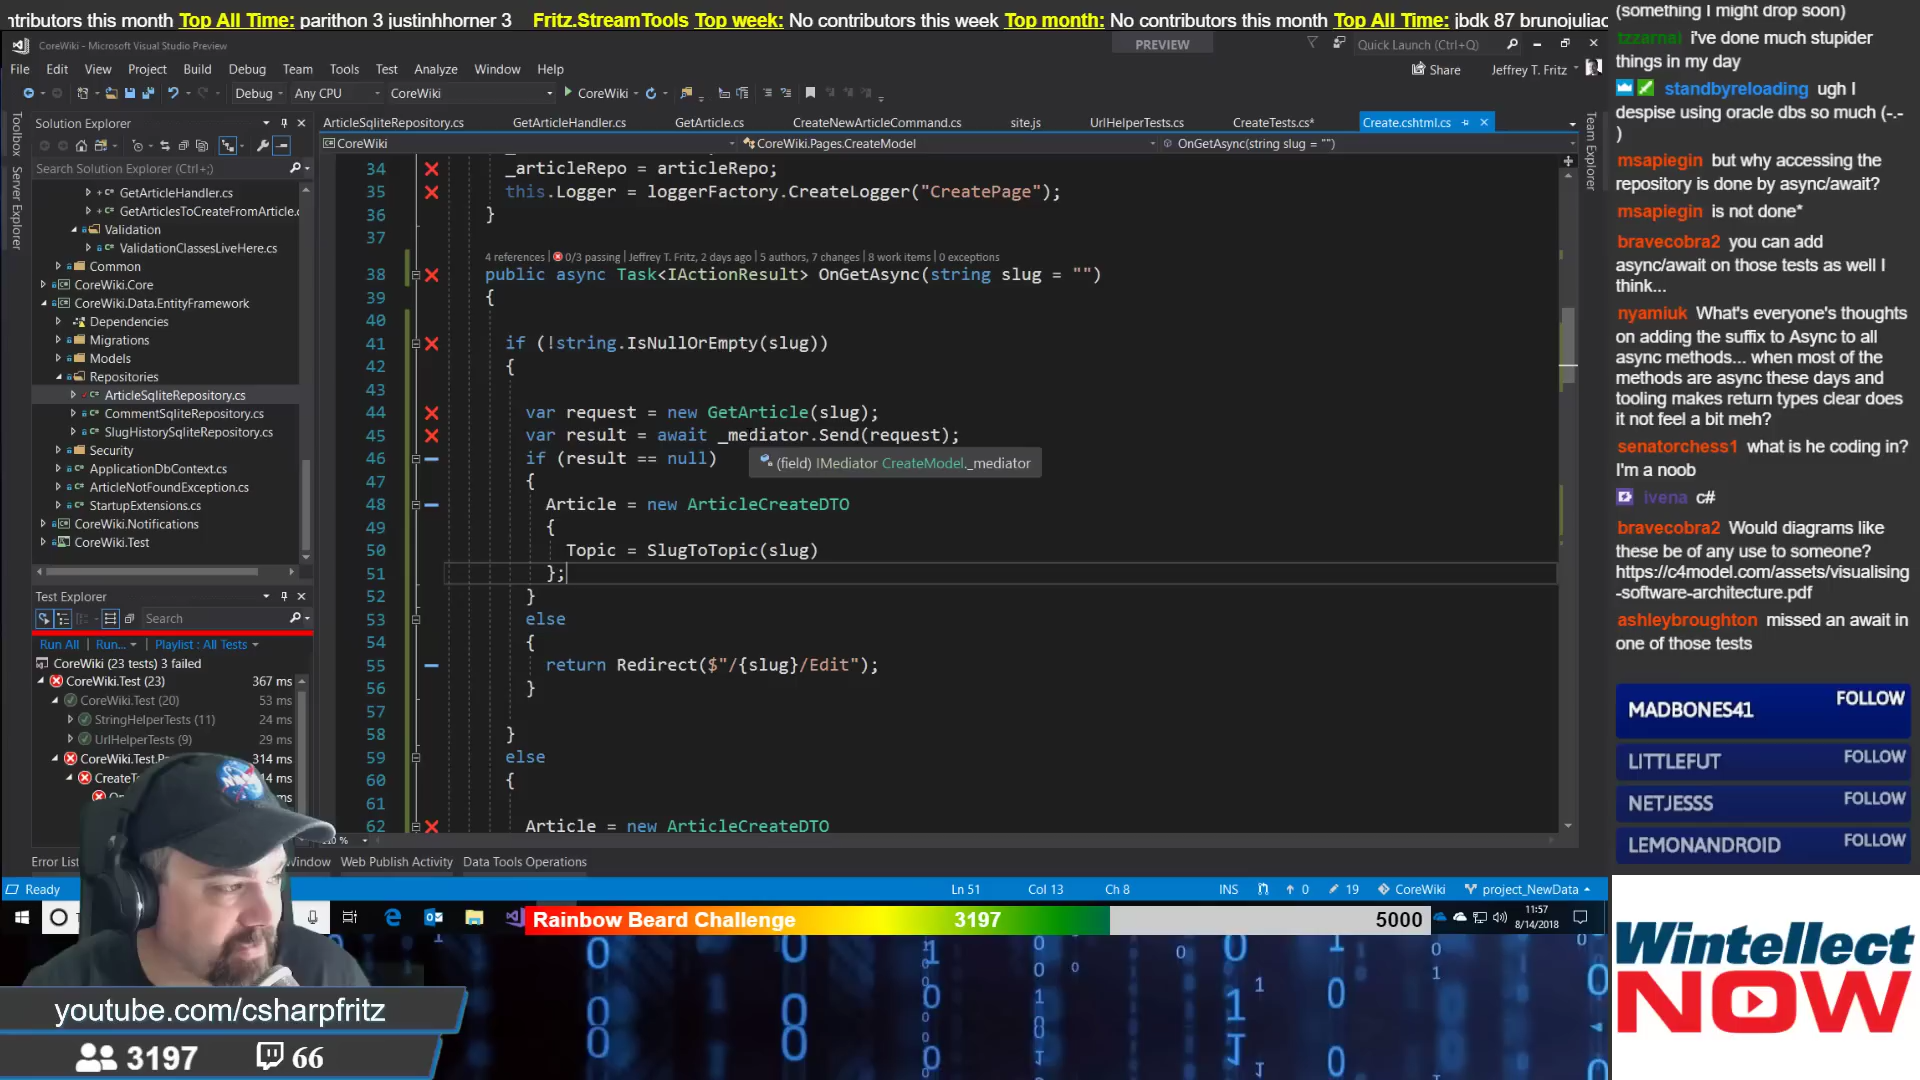 ntributors this month Top All Time: parithon 3 justinhhorner 3 Fritz.StreamTools Top week: No contributors this week Top month: No contributors this month Top All Time: jbdk 87 brunojuliao
CoreWiki - Microsoft Visual Studio Preview
PREVIEW
Quick Launch (Ctrl+Q)
File Edit View Project Build Debug Team Tools Test Analyze Window Help
Share Jeffrey T. Fritz
Debug Any CPU CoreWiki CoreWiki
Toolbox
Server Explorer
Solution Explorer
Search Solution Explorer (Ctrl+;)
GetArticleHandler.cs
GetArticlesToCreateFromArticle.c
Validation
ValidationClassesLiveHere.cs
Common
CoreWiki.Core
CoreWiki.Data.EntityFramework
Dependencies
Migrations
Models
Repositories
ArticleSqliteRepository.cs
CommentSqliteRepository.cs
SlugHistorySqliteRepository.cs
Security
ApplicationDbContext.cs
ArticleNotFoundException.cs
StartupExtensions.cs
CoreWiki.Notifications
CoreWiki.Test
Test Explorer
Search
Run All | Run... Playlist : All Tests
CoreWiki (23 tests) 3 failed
CoreWiki.Test (23) 367 ms
CoreWiki.Test (20) 53 ms
StringHelperTests (11) 24 ms
UrlHelperTests (9) 29 ms
CoreWiki.Test.P 314 ms
CreateT 14 ms
ArticleSqliteRepository.cs GetArticleHandler.cs GetArticle.cs CreateNewArticleCommand.cs site.js UrlHelperTests.cs CreateTests.cs* Create.cshtml.cs
CoreWiki CoreWiki.Pages.CreateModel OnGetAsync(string slug = "")
Team Explorer
34 _articleRepo = articleRepo;
35 this.Logger = loggerFactory.CreateLogger("CreatePage");
36 }
37
4 references | 0/3 passing | Jeffrey T. Fritz, 2 days ago | 5 authors, 7 changes | 8 work items | 0 exceptions
38 public async Task<IActionResult> OnGetAsync(string slug = "")
39 {
40
41 if (!string.IsNullOrEmpty(slug))
42 {
43
44 var request = new GetArticle(slug);
45 var result = await _mediator.Send(request);
46 if (result == null)
(field) IMediator CreateModel._mediator
47 {
48 Article = new ArticleCreateDTO
49 {
50 Topic = SlugToTopic(slug)
51 };
52 }
53 else
54 {
55 return Redirect($"/{slug}/Edit");
56 }
57
58 }
59 else
60 {
61
62 Article = new ArticleCreateDTO
Error List Window Web Publish Activity Data Tools Operations
Ready Ln 51 Col 13 Ch 8 INS 0 19 CoreWiki project_NewData
Rainbow Beard Challenge 3197 5000
11:57
8/14/2018
youtube.com/csharpfritz
3197 66
(something I might drop soon)
tzzarnal i've done much stupider
things in my day
standbyreloading ugh I
despise using oracle dbs so much (-.-
)
msapiegin but why accessing the
repository is done by async/await?
msapiegin is not done*
bravecobra2 you can add
async/await on those tests as well I
think...
nyamiuk What's everyone's thoughts
on adding the suffix to Async to all
async methods... when most of the
methods are async these days and
tooling makes return types clear does
it not feel a bit meh?
senatorchess1 what is he coding in?
I'm a noob
ivena c#
bravecobra2 Would diagrams like
these be of any use to someone?
https://c4model.com/assets/visualising
-software-architecture.pdf
ashleybroughton missed an await in
one of those tests
MADBONES41 FOLLOW
LITTLEFUT FOLLOW
NETJESSS FOLLOW
LEMONANDROID FOLLOW
Wintellect
NOW